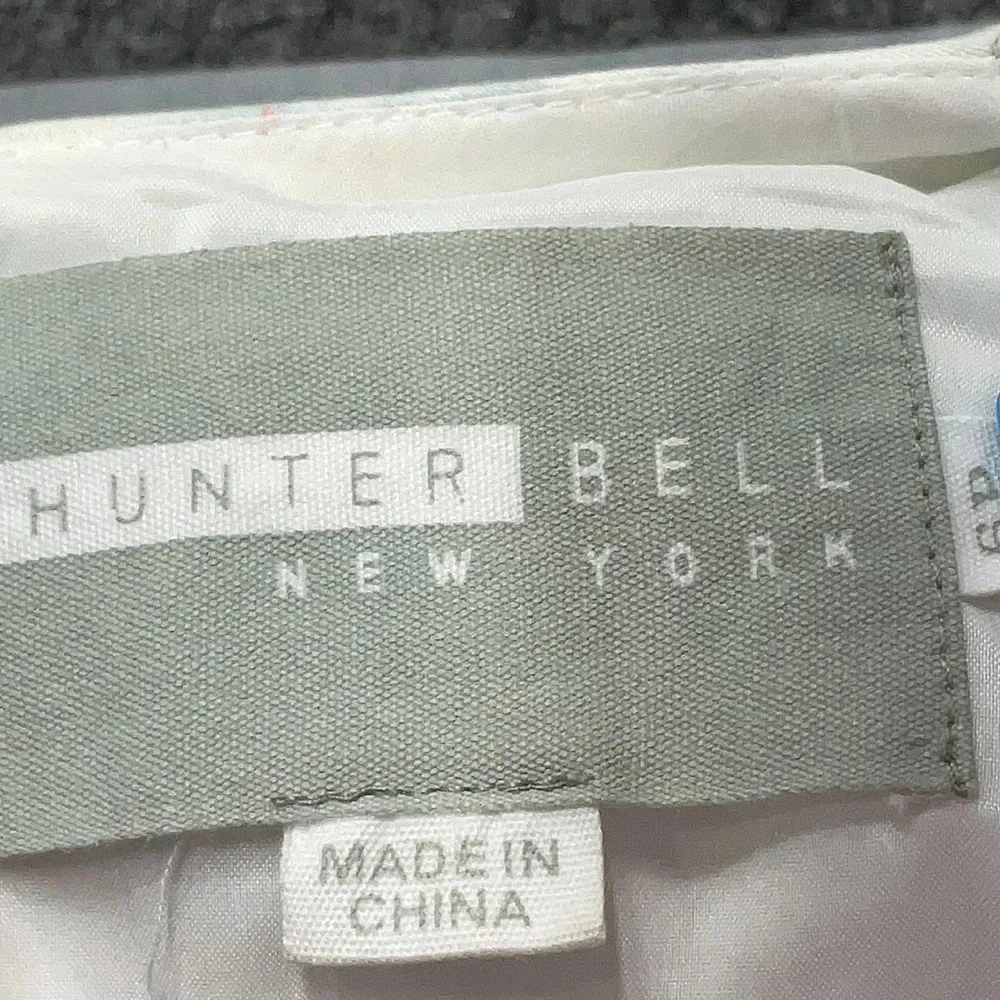 HUNTER BELL
NEW YORK
MADE IN
CHINA